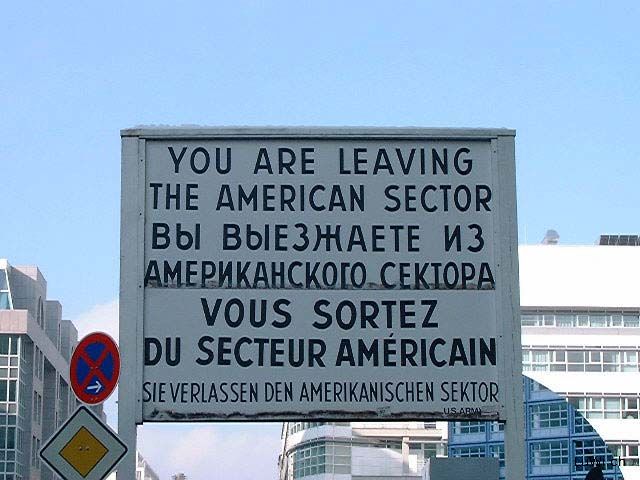 YOU ARE LEAVING
THE AMERICAN SECTOR
ВЫ ВЫЕЗЖАЕТЕ ИЗ
АМЕРИКАНСКОГО СЕКТОРА
VOUS SORTEZ
DU SECTEUR AMÉRICAIN
SIE VERLASSEN DEN AMERIKANISCHEN SEKTOR
US ARMY